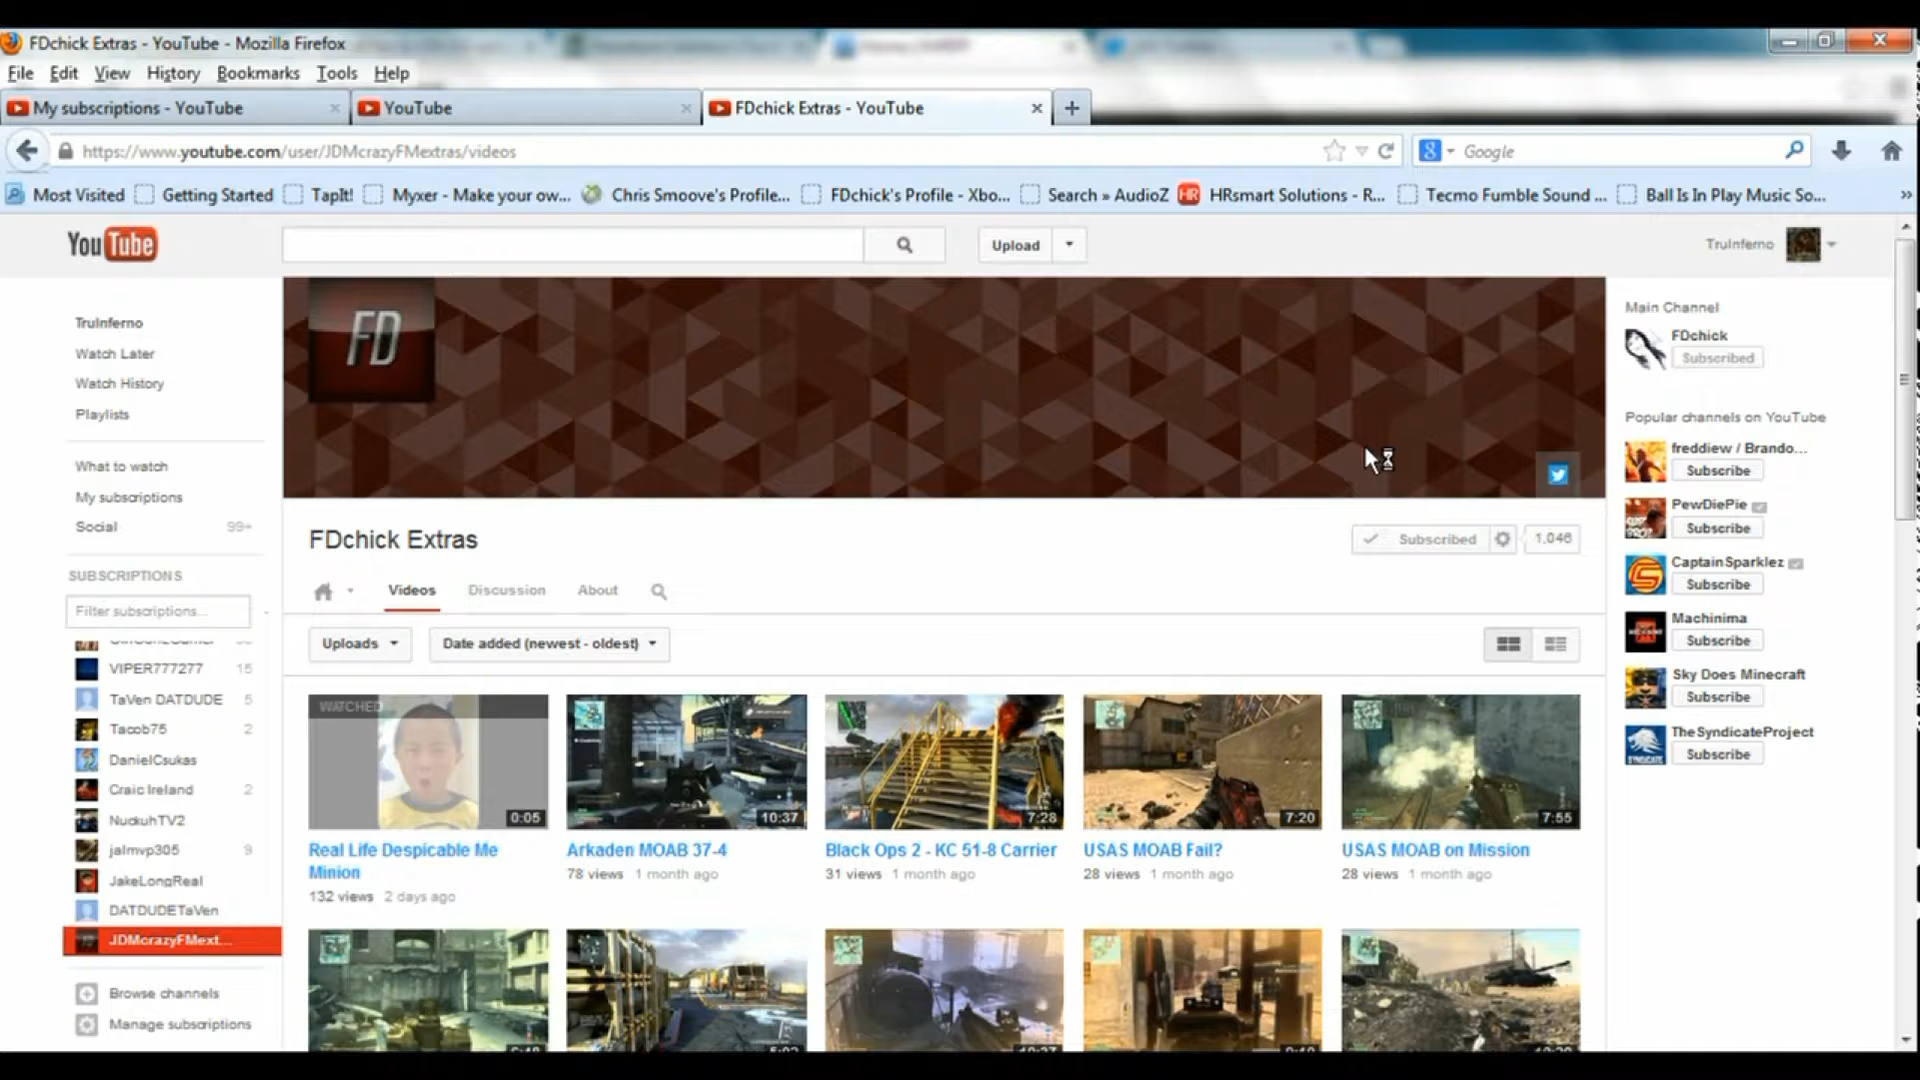 FDchick Extras - YouTube - Mozilla Firefox
File Edit View History Bookmarks Tools Help
My subscriptions - YouTube
YouTube
FDchick Extras - YouTube
https://www.youtube.com/user/JDMcrazyFMextras/videos
Google
Most Visited Getting Started TapIt! Myxer - Make your ow... Chris Smoove's Profile... FDchick's Profile - Xbo... Search » AudioZ HR HRsmart Solutions - R... Tecmo Fumble Sound ... Ball Is In Play Music So... »
YouTube
Upload
TruInferno
FD
TruInferno
Watch Later
Watch History
Playlists
What to watch
My subscriptions
Social 99+
SUBSCRIPTIONS
Filter subscriptions...
VIPER777277 15
TaVen DATDUDE 5
Tacob75 2
DanielCsukas
Craic Ireland 2
NuckuhTV2
jalmvp305 9
JakeLongReal
DATDUDETaVen
JDMcrazyFMext...
Browse channels
Manage subscriptions
FDchick Extras
Subscribed 1,046
Videos Discussion About
Uploads
Date added (newest - oldest)
WATCHED
0:05
Real Life Despicable Me
Minion
132 views 2 days ago
10:37
Arkaden MOAB 37-4
78 views 1 month ago
7:28
Black Ops 2 - KC 51-8 Carrier
31 views 1 month ago
7:20
USAS MOAB Fail?
28 views 1 month ago
7:55
USAS MOAB on Mission
28 views 1 month ago
Main Channel
FDchick
Subscribed
Popular channels on YouTube
freddiew / Brando...
Subscribe
PewDiePie
Subscribe
CaptainSparklez
Subscribe
Machinima
Subscribe
Sky Does Minecraft
Subscribe
TheSyndicateProject
Subscribe